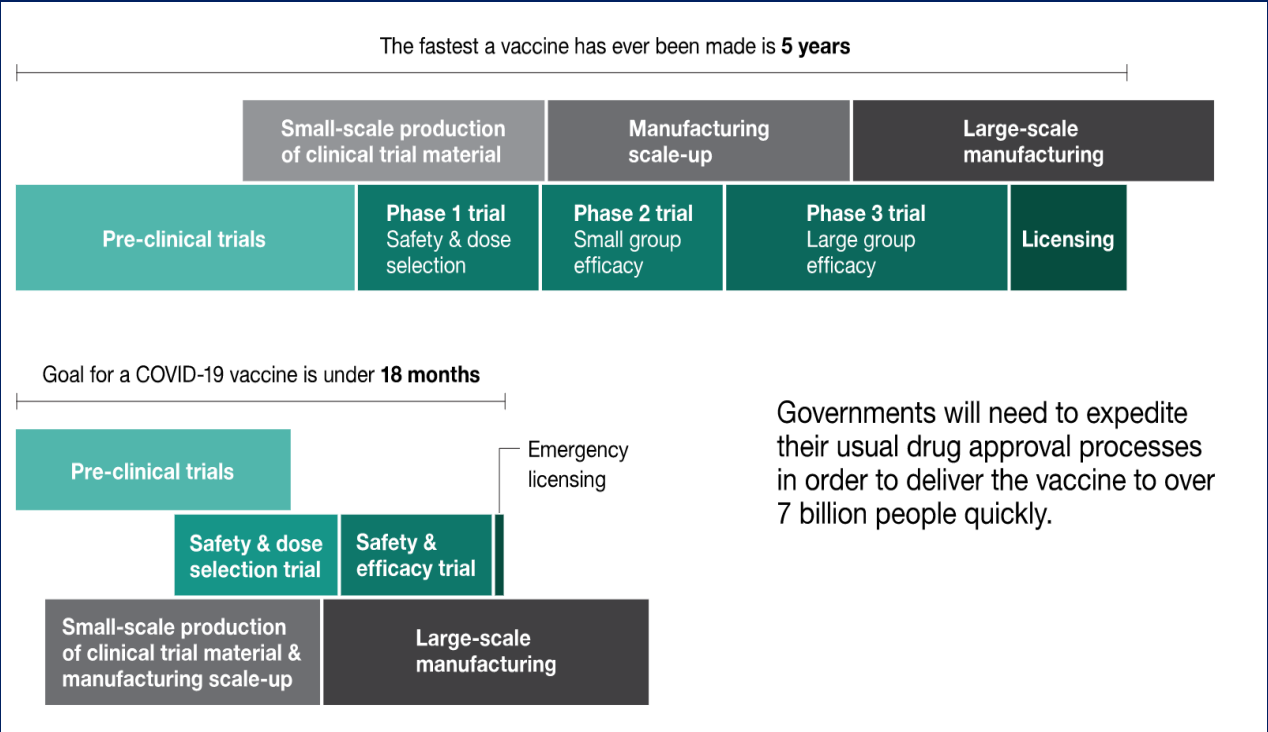 The fastest a vaccine has ever been made is 5 years
Small-scale production
of clinical trial material
Manufacturing
scale-up
Large-scale
manufacturing
Pre-clinical trials
Phase 1 trial
Safety & dose
selection
Phase 2 trial
Small group
efficacy
Phase 3 trial
Large group
efficacy
Licensing
Goal for a COVID-19 vaccine is under 18 months
Pre-clinical trials
Emergency
licensing
Safety & dose
selection trial
Safety &
efficacy trial
Small-scale production
of clinical trial material &
manufacturing scale-up
Large-scale
manufacturing
Governments will need to expedite
their usual drug approval processes
in order to deliver the vaccine to over
7 billion people quickly.